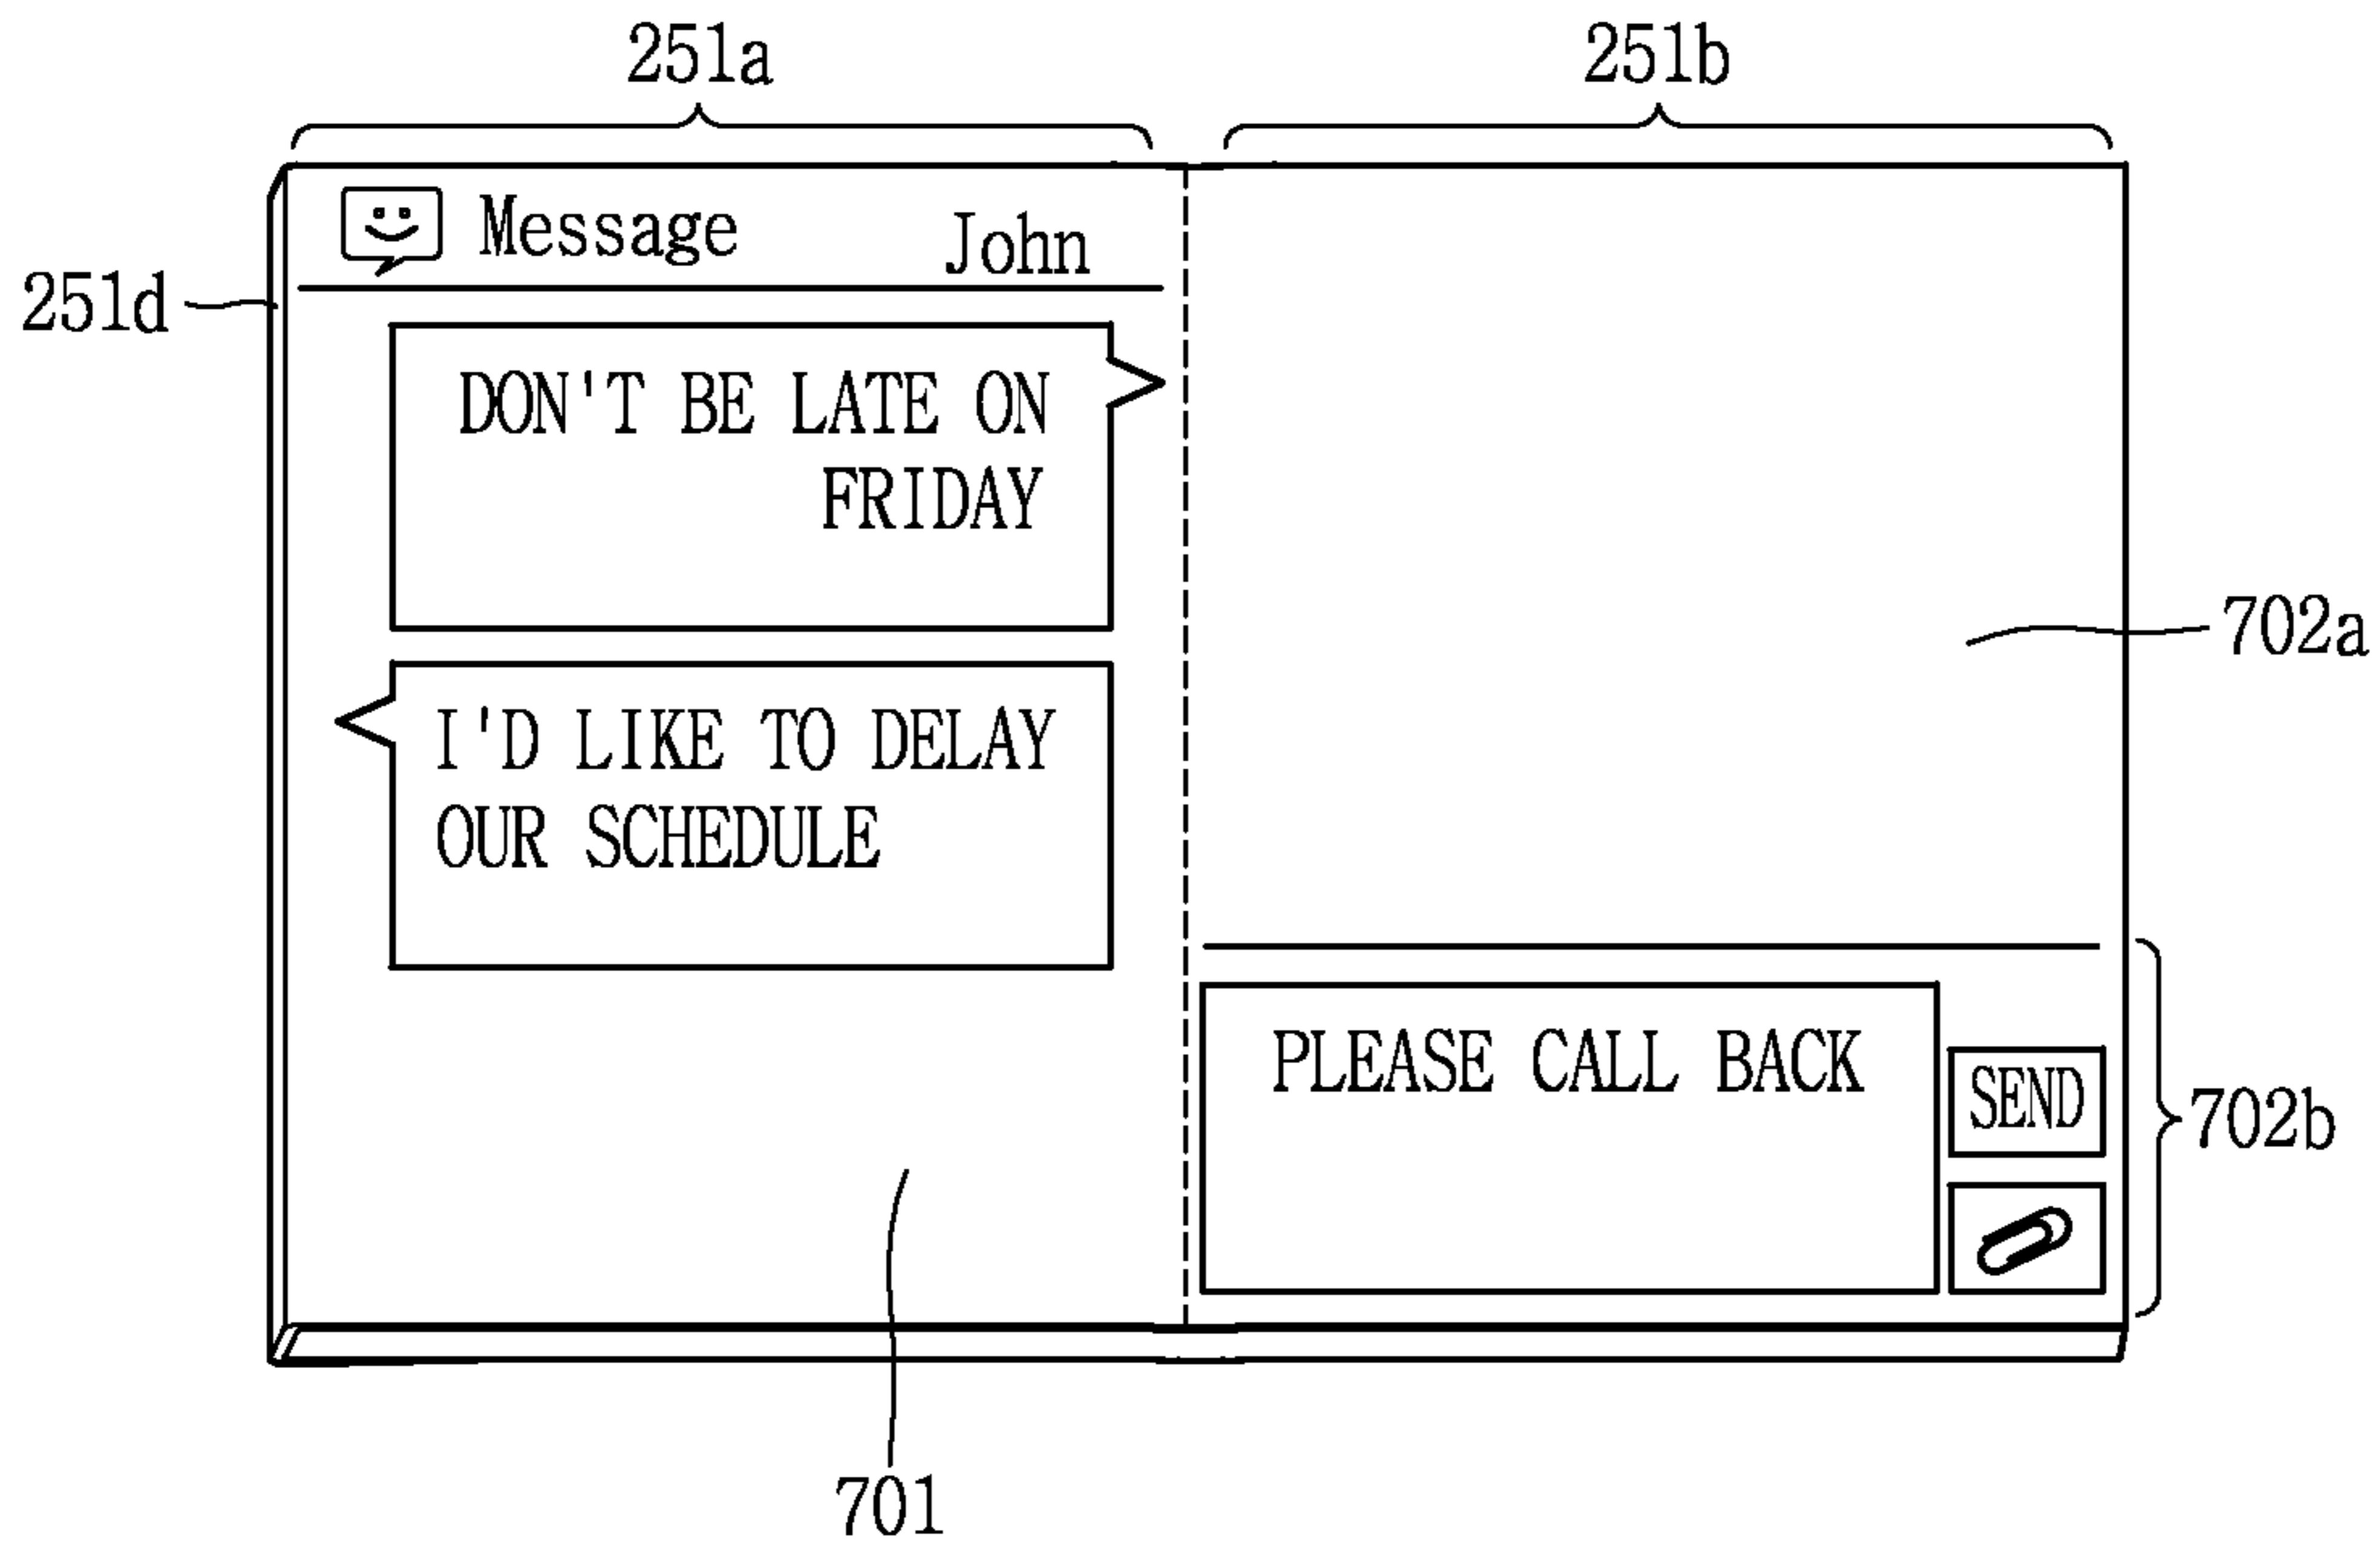 251a
251b
Message
John
251d
DON'T BE LATE ON
FRIDAY
702a
I'D LIKE TO DELAY
OUR SCHEDULE
PLEASE CALL BACK
SEND
702b
701